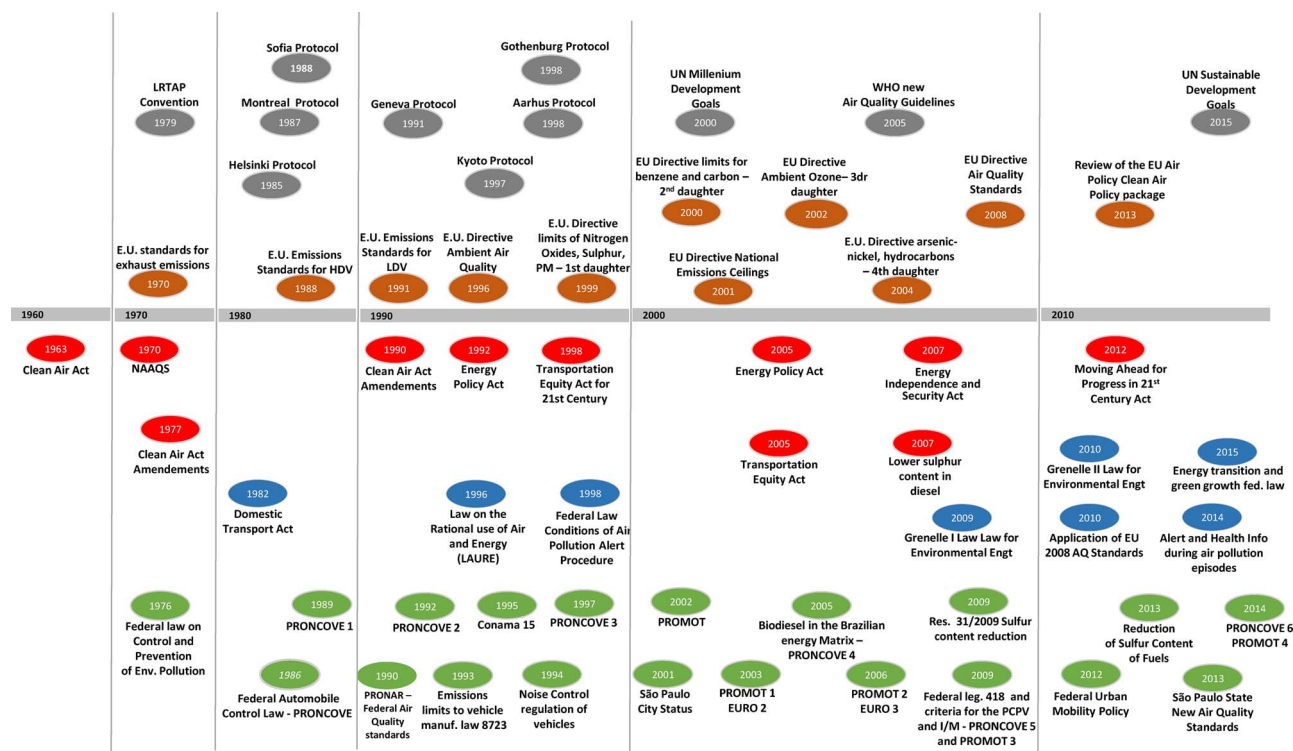 Sofia Protocol
1988
Gothenburg Protocol
1998
LRTAP
Convention
1979
Montreal Protocol
1987
Geneva Protocol
1991
Aarhus Protocol
1998
UN Millenium
Development
Goals
2000
WHO new
Air Quality Guidelines
2005
UN Sustainable
Development
Goals
2015
Helsinki Protocol
1985
Kyoto Protocol
1997
EU Directive limits for
benzene and carbon –
2nd daughter
2000
EU Directive
Ambient Ozone– 3dr
daughter
2002
EU Directive
Air Quality
Standards
2008
Review of the EU Air
Policy Clean Air
Policy package
2013
E.U. standards for
exhaust emissions
1970
E.U. Emissions
Standards for HDV
1988
E.U. Emissions
Standards for
LDV
1991
E.U. Directive
Ambient Air
Quality
1996
E.U. Directive
limits of Nitrogen
Oxides, Sulphur,
PM – 1st daughter
1999
EU Directive National
Emissions Ceilings
2001
E.U. Directive arsenic-
nickel, hydrocarbons
– 4th daughter
2004
1960
1970
1980
1990
2000
2010
1963
Clean Air Act
1970
NAAQS
1990
Clean Air Act
Amendements
1992
Energy
Policy Act
1998
Transportation
Equity Act for
21st Century
2005
Energy Policy Act
2007
Energy
Independence and
Security Act
2012
Moving Ahead for
Progress in 21st
Century Act
1977
Clean Air Act
Amendements
2005
Transportation
Equity Act
2007
Lower sulphur
content in
diesel
2010
Grenelle II Law for
Environmental Engt
2015
Energy transition and
green growth fed. law
1982
Domestic
Transport Act
1996
Law on the
Rational use of Air
and Energy
(LAURE)
1998
Federal Law
Conditions of Air
Pollution Alert
Procedure
2009
Grenelle I Law Law for
Environmental Engt
2010
Application of EU
2008 AQ Standards
2014
Alert and Health Info
during air pollution
episodes
1976
Federal law on
Control and
Prevention
of Env. Pollution
1989
PRONCOVE 1
1992
PRONCOVE 2
1995
Conama 15
1997
PRONCOVE 3
2002
PROMOT
2005
Biodiesel in the Brazilian
energy Matrix –
PRONCOVE 4
2009
Res. 31/2009 Sulfur
content reduction
2013
Reduction
of Sulfur Content
of Fuels
2014
PRONCOVE 6
PROMOT 4
1986
Federal Automobile
Control Law - PRONCOVE
1990
PRONAR –
Federal Air
Quality
standards
1993
Emissions
limits to vehicle
manuf. law 8723
1994
Noise Control
regulation of
vehicles
2001
São Paulo
City Status
2003
PROMOT 1
EURO 2
2006
PROMOT 2
EURO 3
2009
Federal leg. 418 and
criteria for the PCPV
and I/M - PRONCOVE 5
and PROMOT 3
2012
Federal Urban
Mobility Policy
2013
São Paulo State
New Air Quality
Standards